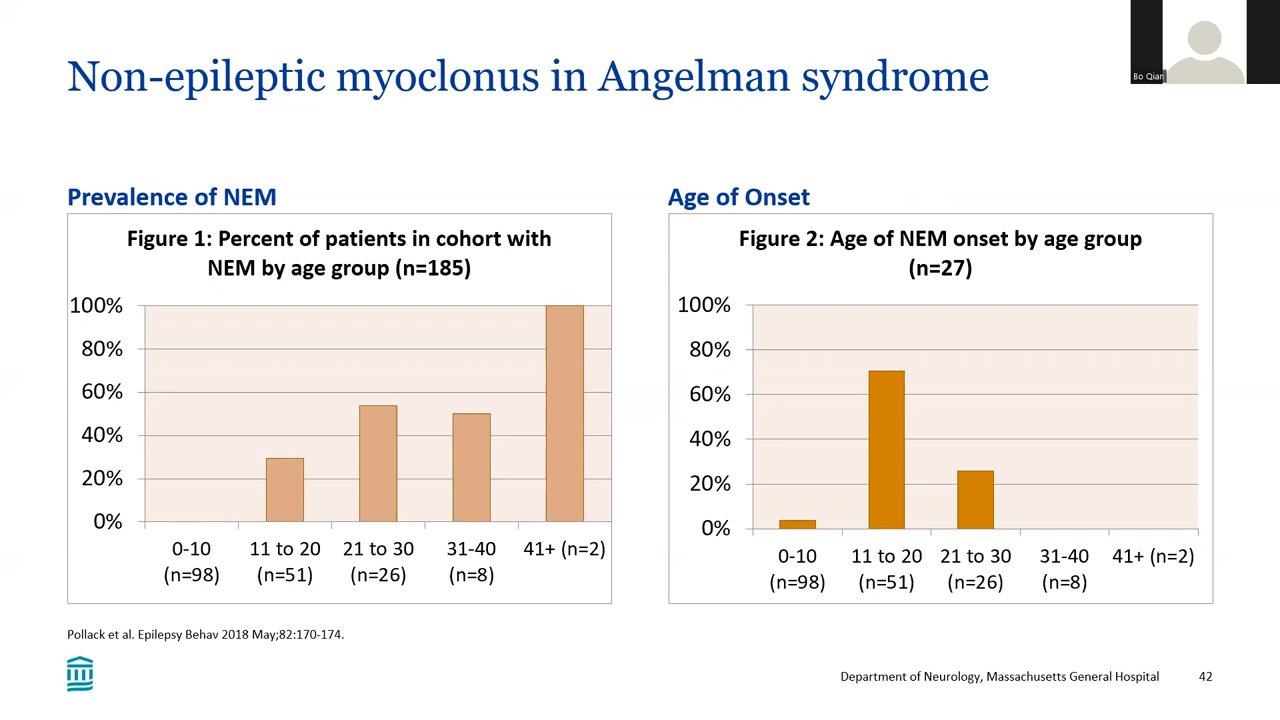 Non-epileptic myoclonus in Angelman syndrome
Bo Qian
Prevalence of NEM
Figure 1: Percent of patients in cohort with
NEM by age group (n=185)
100%
80%
60%
40%
20%
0%
0-10
(n=98)
11 to 20
(n=51)
21 to 30
(n=26)
31-40
(n=8)
41+ (n=2)
Age of Onset
Figure 2: Age of NEM onset by age group
(n=27)
100%
80%
60%
40%
20%
0%
0-10
(n=98)
11 to 20
(n=51)
21 to 30
(n=26)
31-40
(n=8)
41+ (n=2)
Pollack et al. Epilepsy Behav 2018 May;82:170-174.
Department of Neurology, Massachusetts General Hospital
42